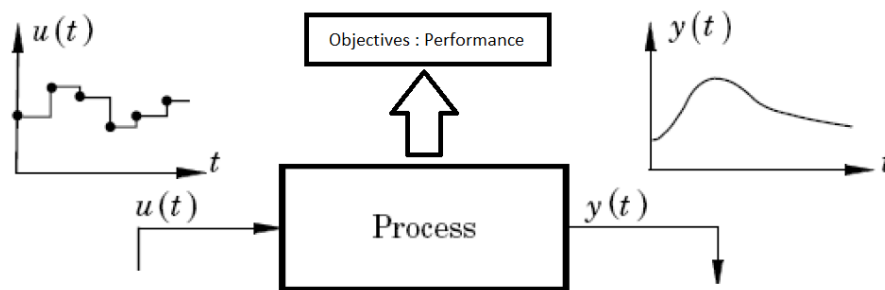 u(t)
Objectives : Performance
y(t)
t
t
u(t)
Process
y(t)